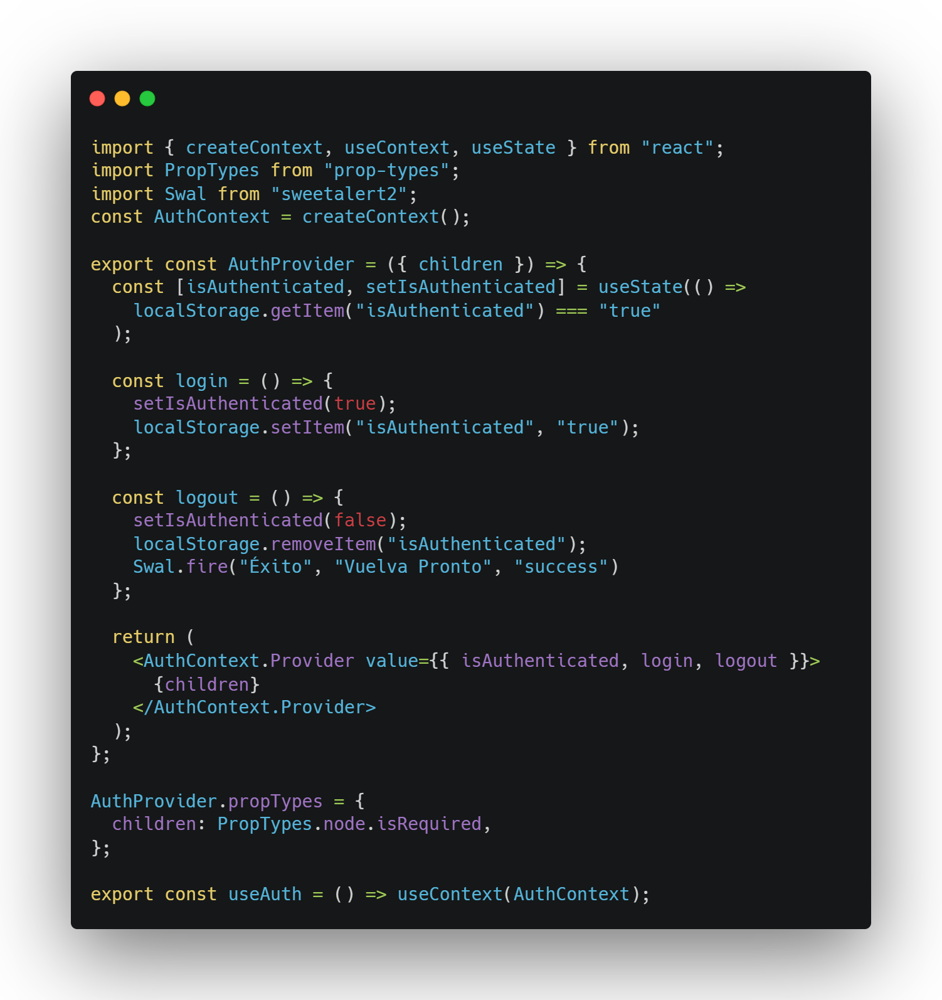 import { createContext, useContext, useState } from "react";
import PropTypes from "prop-types";
import Swal from "sweetalert2";
const AuthContext = createContext();

export const AuthProvider = ({ children }) => {
  const [isAuthenticated, setIsAuthenticated] = useState(() =>
    localStorage.getItem("isAuthenticated") === "true"
  );

  const login = () => {
    setIsAuthenticated(true);
    localStorage.setItem("isAuthenticated", "true");
  };

  const logout = () => {
    setIsAuthenticated(false);
    localStorage.removeItem("isAuthenticated");
    Swal.fire("Éxito", "Vuelva Pronto", "success")
  };

  return (
    <AuthContext.Provider value={{ isAuthenticated, login, logout }}>
      {children}
    </AuthContext.Provider>
  );
};

AuthProvider.propTypes = {
  children: PropTypes.node.isRequired,
};

export const useAuth = () => useContext(AuthContext);